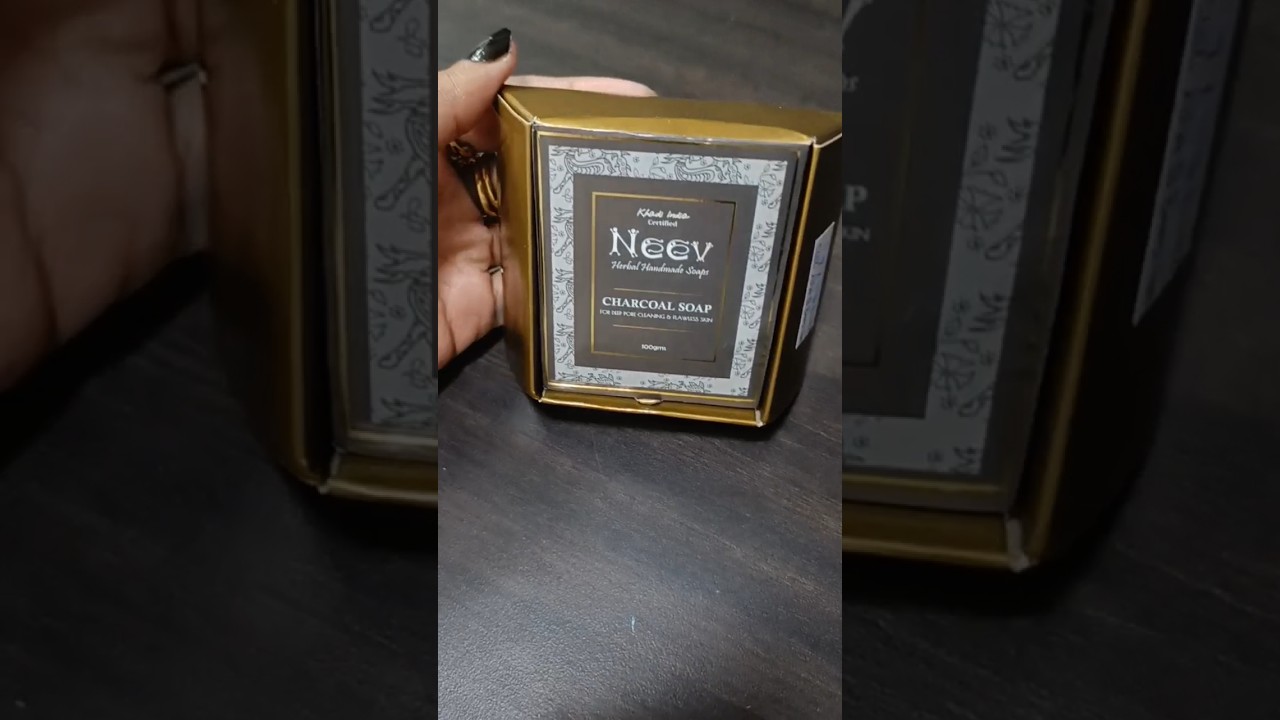 Khadi India
Certified
Neev
Herbal Handmade Soaps
CHARCOAL SOAP
FOR DEEP PORE CLEANING & FLAWLESS SKIN
100gms